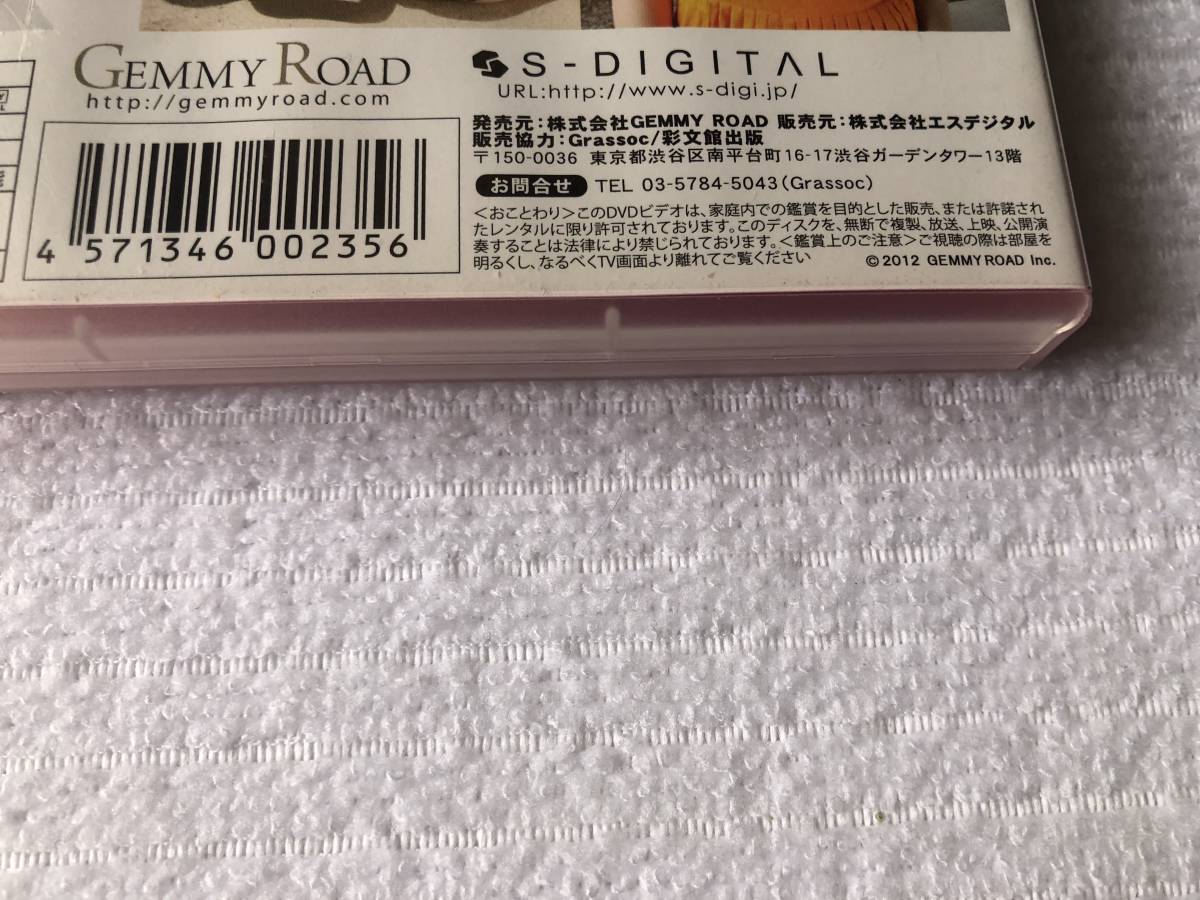 GEMMY ROAD
http://gemmyroad.com
4 571346 002356
S-DIGITAL
URL:http://www.s-digi.jp/
発売元:株式会社GEMMY ROAD 販売元:株式会社エスデジタル
販売協力:Grassoc/彩文館出版
〒150-0036 東京都渋谷区南平台町16-17渋谷ガーデンタワー13階
お問合せ TEL 03-5784-5043(Grassoc)
<おことわり>このDVDビデオは、家庭内での鑑賞を目的とした販売、または許諾され
たレンタルに限り許可されております。このディスクを、無断で複製、放送、上映、公開演
奏することは法律により禁じられております。<鑑賞上のご注意>ご視聴の際は部屋を
明るくし、なるべくTV画面より離れてご覧ください
©2012 GEMMY ROAD Inc.